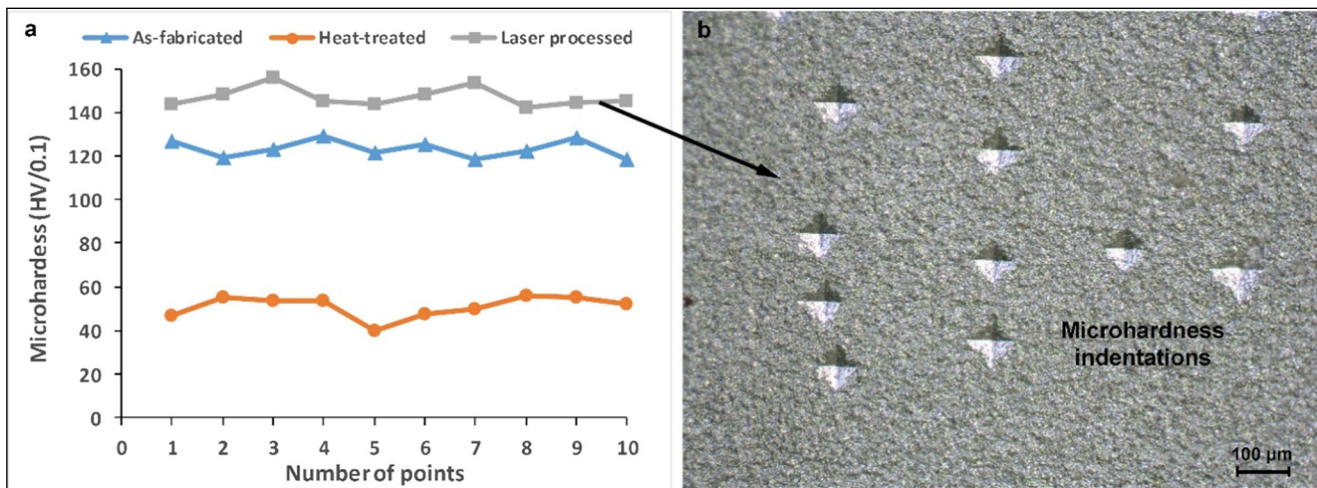 a
As-fabricated Heat-treated Laser processed
160
140
120
100
80
60
40
20
0
Microhardess (HV/0.1)
0 1 2 3 4 5 6 7 8 9 10
Number of points
b
Microhardness
indentations
100 µm